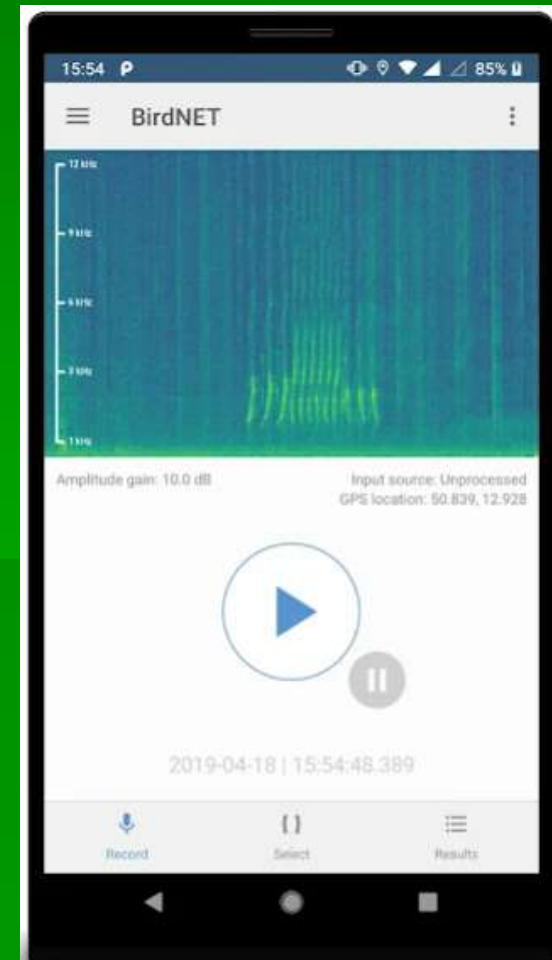 15:54 85%
BirdNET
12 kHz
9 kHz
6 kHz
3 kHz
1 kHz
Amplitude gain: 10.0 dB
Input source: Unprocessed
GPS location: 50.839, 12.928
2019-04-18 | 15:54:48.389
Record Select Results